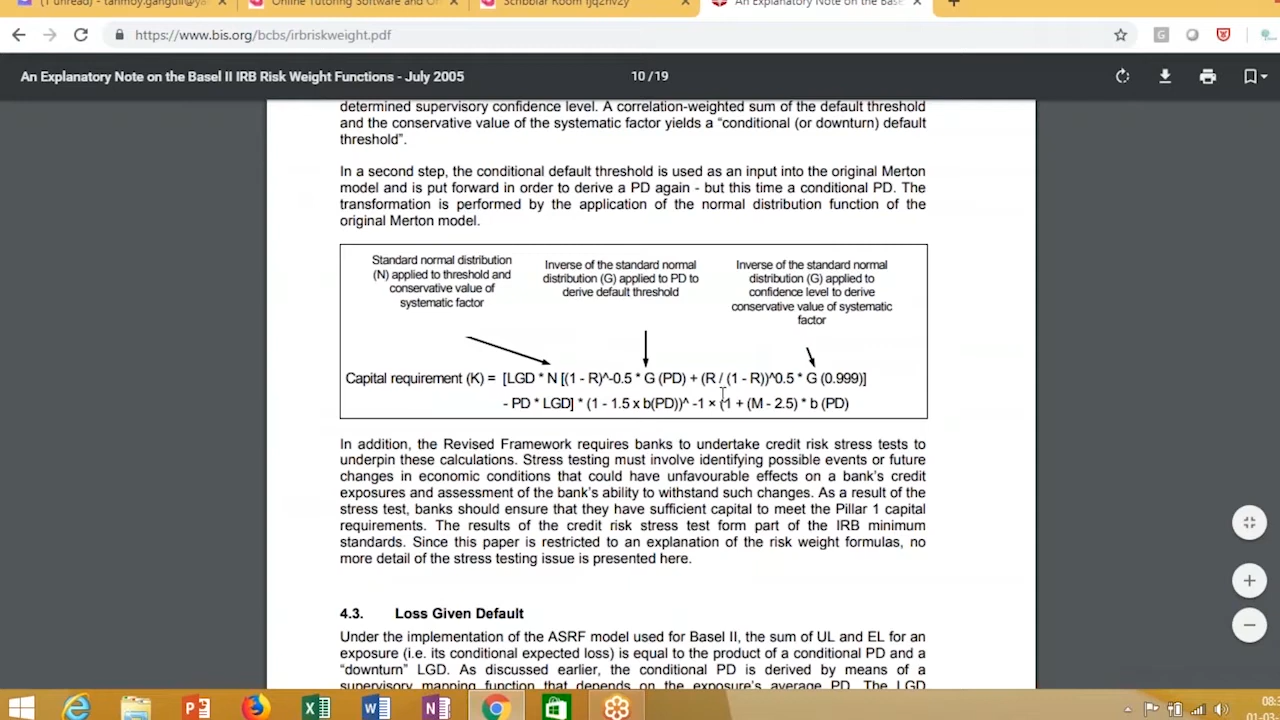 (1 unread) - tanmoy.ganguli@y
Online Tutoring Software and On
Scribblar Room
An Explanatory Note on the Base
https://www.bis.org/bcbs/irbriskweight.pdf
An Explanatory Note on the Basel II IRB Risk Weight Functions - July 2005
10 / 19
determined supervisory confidence level. A correlation-weighted sum of the default threshold
and the conservative value of the systematic factor yields a “conditional (or downturn) default
threshold”.
In a second step, the conditional default threshold is used as an input into the original Merton
model and is put forward in order to derive a PD again - but this time a conditional PD. The
transformation is performed by the application of the normal distribution function of the
original Merton model.
Standard normal distribution
(N) applied to threshold and
conservative value of
systematic factor
Inverse of the standard normal
distribution (G) applied to PD to
derive default threshold
Inverse of the standard normal
distribution (G) applied to
confidence level to derive
conservative value of systematic
factor
Capital requirement (K) = [LGD * N [(1 - R)^-0.5 * G (PD) + (R / (1 - R))^0.5 * G (0.999)]
- PD * LGD] * (1 - 1.5 x b(PD))^ -1 × (1 + (M - 2.5) * b (PD)
In addition, the Revised Framework requires banks to undertake credit risk stress tests to
underpin these calculations. Stress testing must involve identifying possible events or future
changes in economic conditions that could have unfavourable effects on a bank’s credit
exposures and assessment of the bank’s ability to withstand such changes. As a result of the
stress test, banks should ensure that they have sufficient capital to meet the Pillar 1 capital
requirements. The results of the credit risk stress test form part of the IRB minimum
standards. Since this paper is restricted to an explanation of the risk weight formulas, no
more detail of the stress testing issue is presented here.
4.3. Loss Given Default
Under the implementation of the ASRF model used for Basel II, the sum of UL and EL for an
exposure (i.e. its conditional expected loss) is equal to the product of a conditional PD and a
“downturn” LGD. As discussed earlier, the conditional PD is derived by means of a
supervisory mapping function that depends on the exposure’s average PD. The LGD